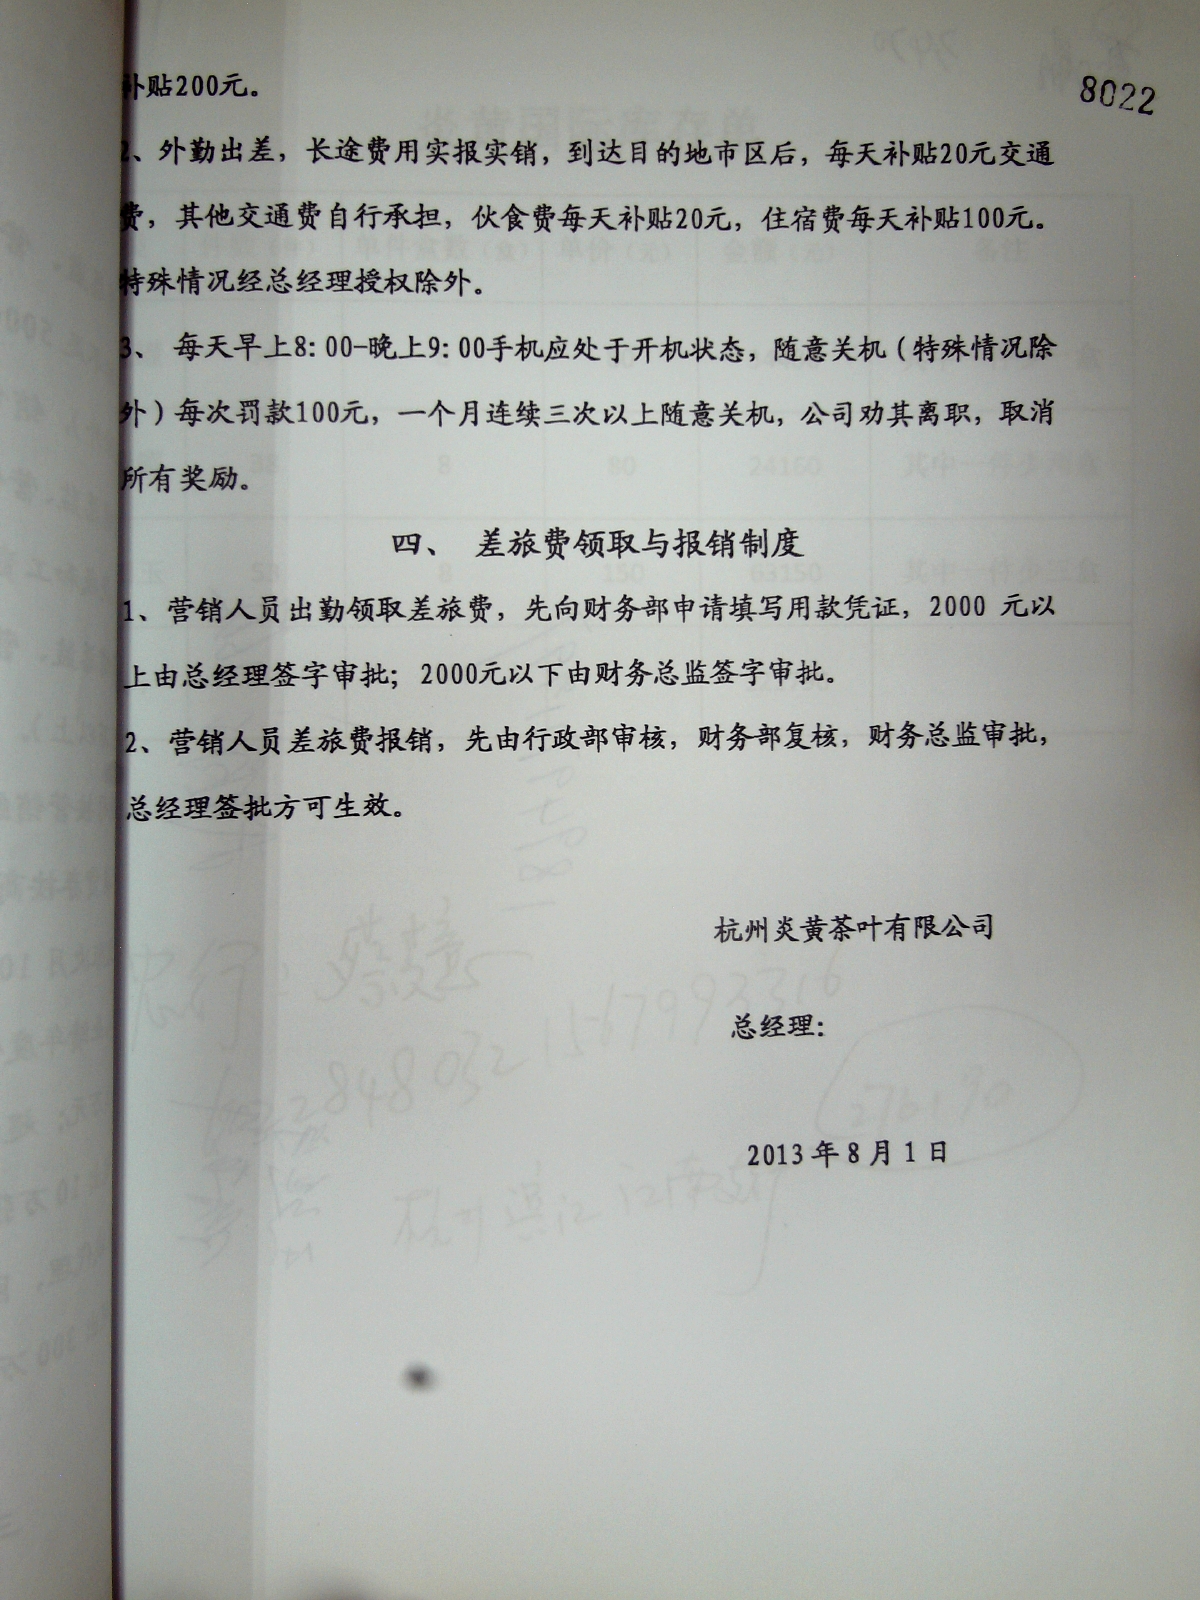 8022
补贴200元。
2、外勤出差，长途费用实报实销，到达目的地市区后，每天补贴20元交通
费，其他交通费自行承担，伙食费每天补贴20元，住宿费每天补贴100元。
特殊情况经总经理授权除外。
3、 每天早上8：00-晚上9：00手机应处于开机状态，随意关机（特殊情况除
外）每次罚款100元，一个月连续三次以上随意关机，公司劝其离职，取消
所有奖励。
四、 差旅费领取与报销制度
1、营销人员出勤领取差旅费，先向财务部申请填写用款凭证，2000 元以
上由总经理签字审批；2000元以下由财务总监签字审批。
2、营销人员差旅费报销，先由行政部审核，财务部复核，财务总监审批，
总经理签批方可生效。
杭州炎黄茶叶有限公司
总经理：
2013年8月1日